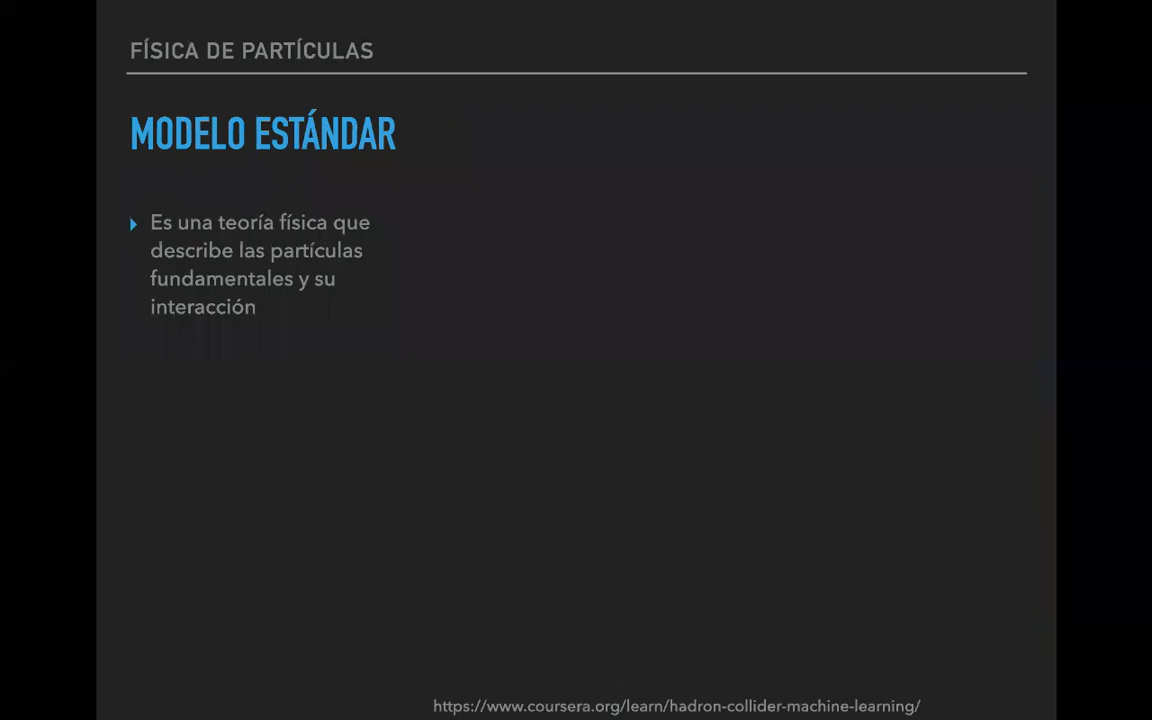 FÍSICA DE PARTÍCULAS
MODELO ESTÁNDAR
Es una teoría física que
describe las partículas
fundamentales y su
interacción
https://www.coursera.org/learn/hadron-collider-machine-learning/